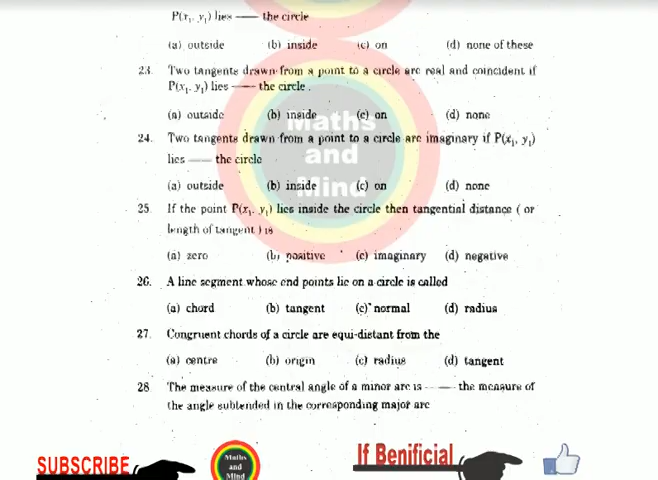 P(x₁, y₁) lies —— the circle
(a) outside (b) inside (c) on (d) none of these
23. Two tangents drawn from a point to a circle are real and coincident if
P(x₁, y₁) lies —— the circle.
(a) outside (b) inside (c) on (d) none
24. Two tangents drawn from a point to a circle are imaginary if P(x₁, y₁)
lies —— the circle
(a) outside (b) inside (c) on (d) none
25. If the point P(x₁, y₁) lies inside the circle then tangential distance ( or
length of tangent ) is
(a) zero (b) positive (c) imaginary (d) negative
26. A line segment whose end points lie on a circle is called
(a) chord (b) tangent (c) normal (d) radius
27. Congruent chords of a circle are equi-distant from the
(a) centre (b) origin (c) radius (d) tangent
28 The measure of the central angle of a minor arc is —— the measure of
the angle subtended in the corresponding major arc
Maths
and
Mind
SUBSCRIBE
Maths
and
Mind
If Benificial